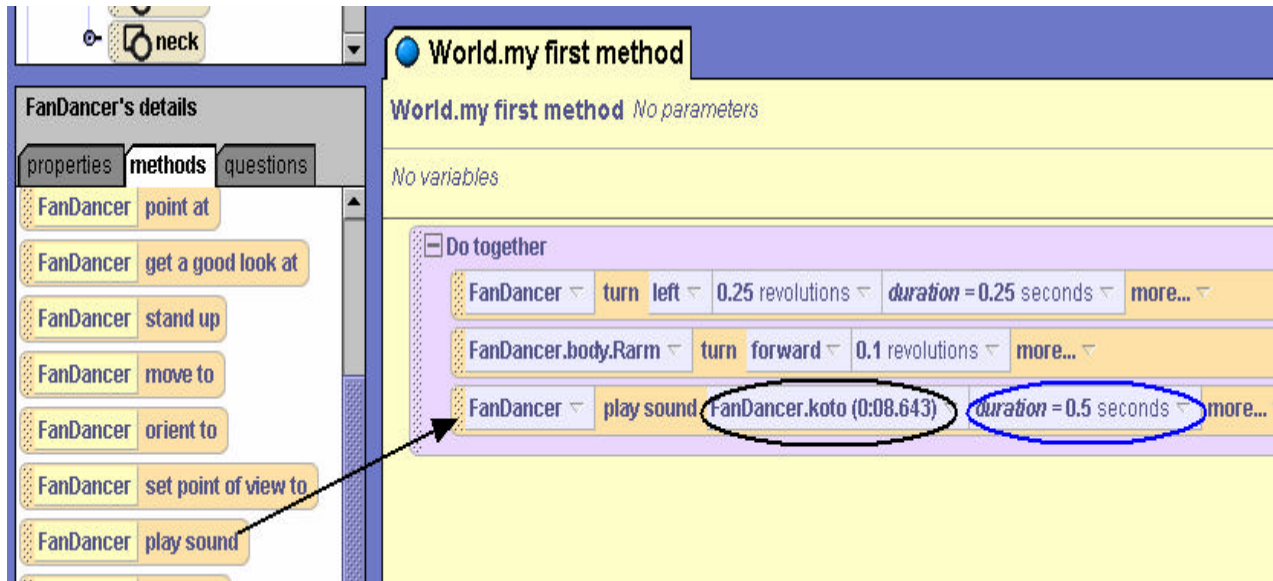 neck
FanDancer's details
properties methods questions
FanDancer point at
FanDancer get a good look at
FanDancer stand up
FanDancer move to
FanDancer orient to
FanDancer set point of view to
FanDancer play sound
World.my first method
World.my first method No parameters
No variables
Do together
FanDancer turn left 0.25 revolutions duration = 0.25 seconds more...
FanDancer.body.Rarm turn forward 0.1 revolutions more...
FanDancer play sound FanDancer.koto (0:08.643) duration = 0.5 seconds more...